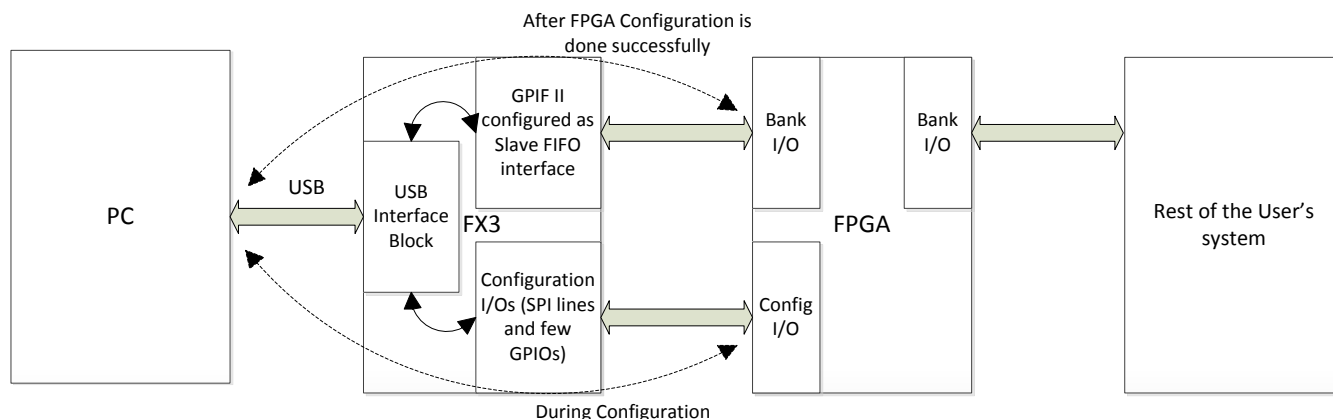 After FPGA Configuration is
done successfully
PC
USB
USB
Interface
Block
FX3
GPIF II
configured as
Slave FIFO
interface
Configuration
I/Os (SPI lines
and few
GPIOs)
Bank
I/O
FPGA
Config
I/O
Bank
I/O
Rest of the User’s
system
During Configuration